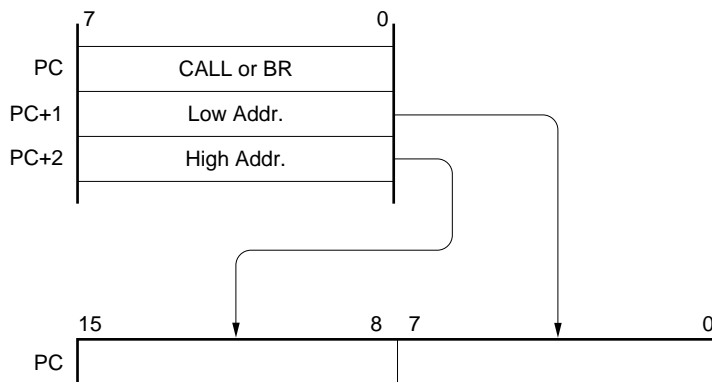 7 0
PC CALL or BR
PC+1 Low Addr.
PC+2 High Addr.
15 8 7 0
PC